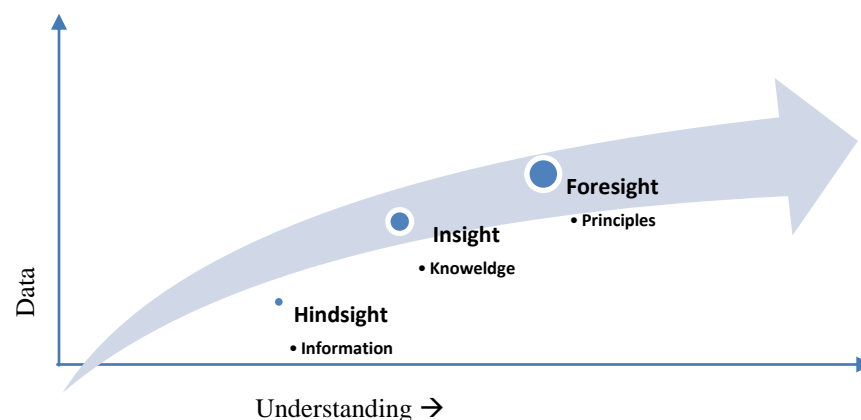 Foresight
• Principles
Insight
• Knoweldge
Hindsight
• Information
Data
Understanding →